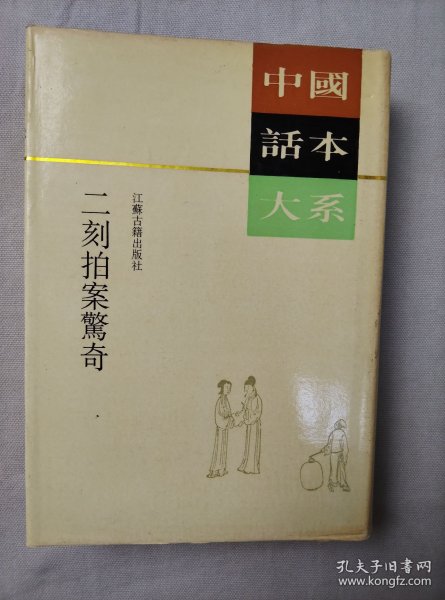 中國
話本
大系
江蘇古籍出版社
二刻拍案驚奇
孔夫子旧书网
www.kongfz.com